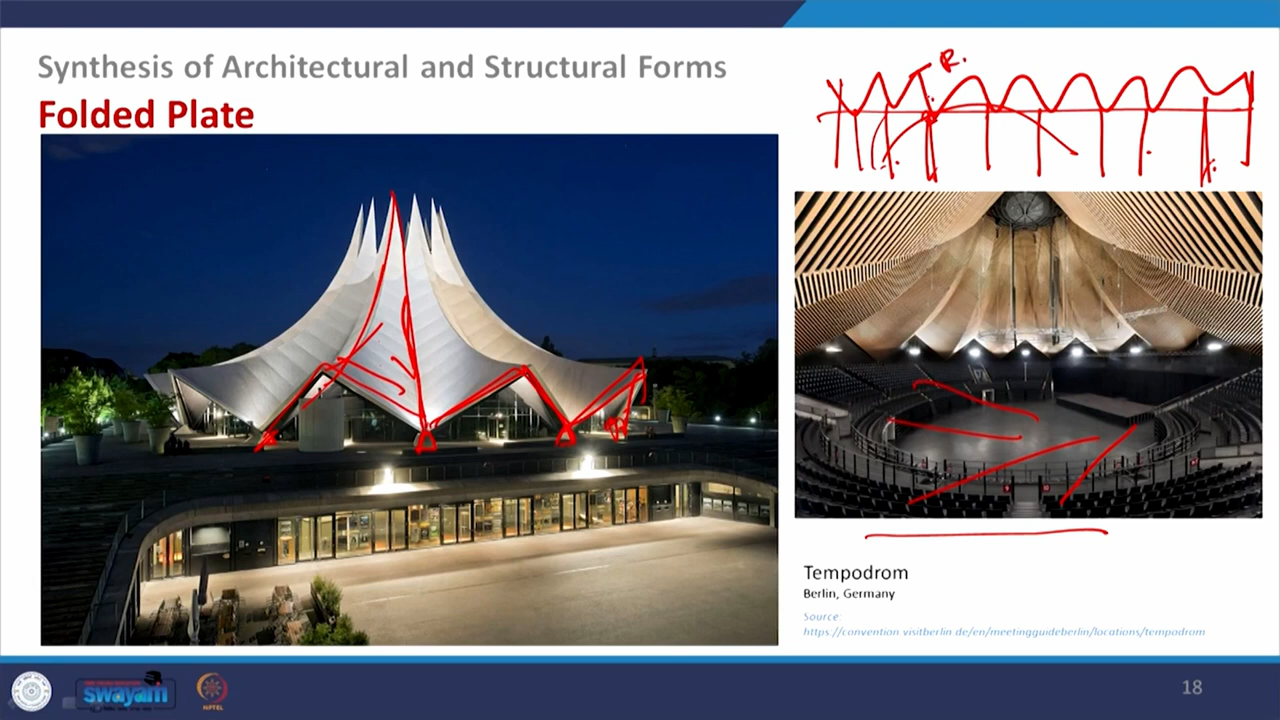 Synthesis of Architectural and Structural Forms
Folded Plate
R.
Tempodrom
Berlin, Germany
Source:
https://convention.visitberlin.de/en/meetingguideberlin/locations/tempodrom
swayam
NPTEL
18